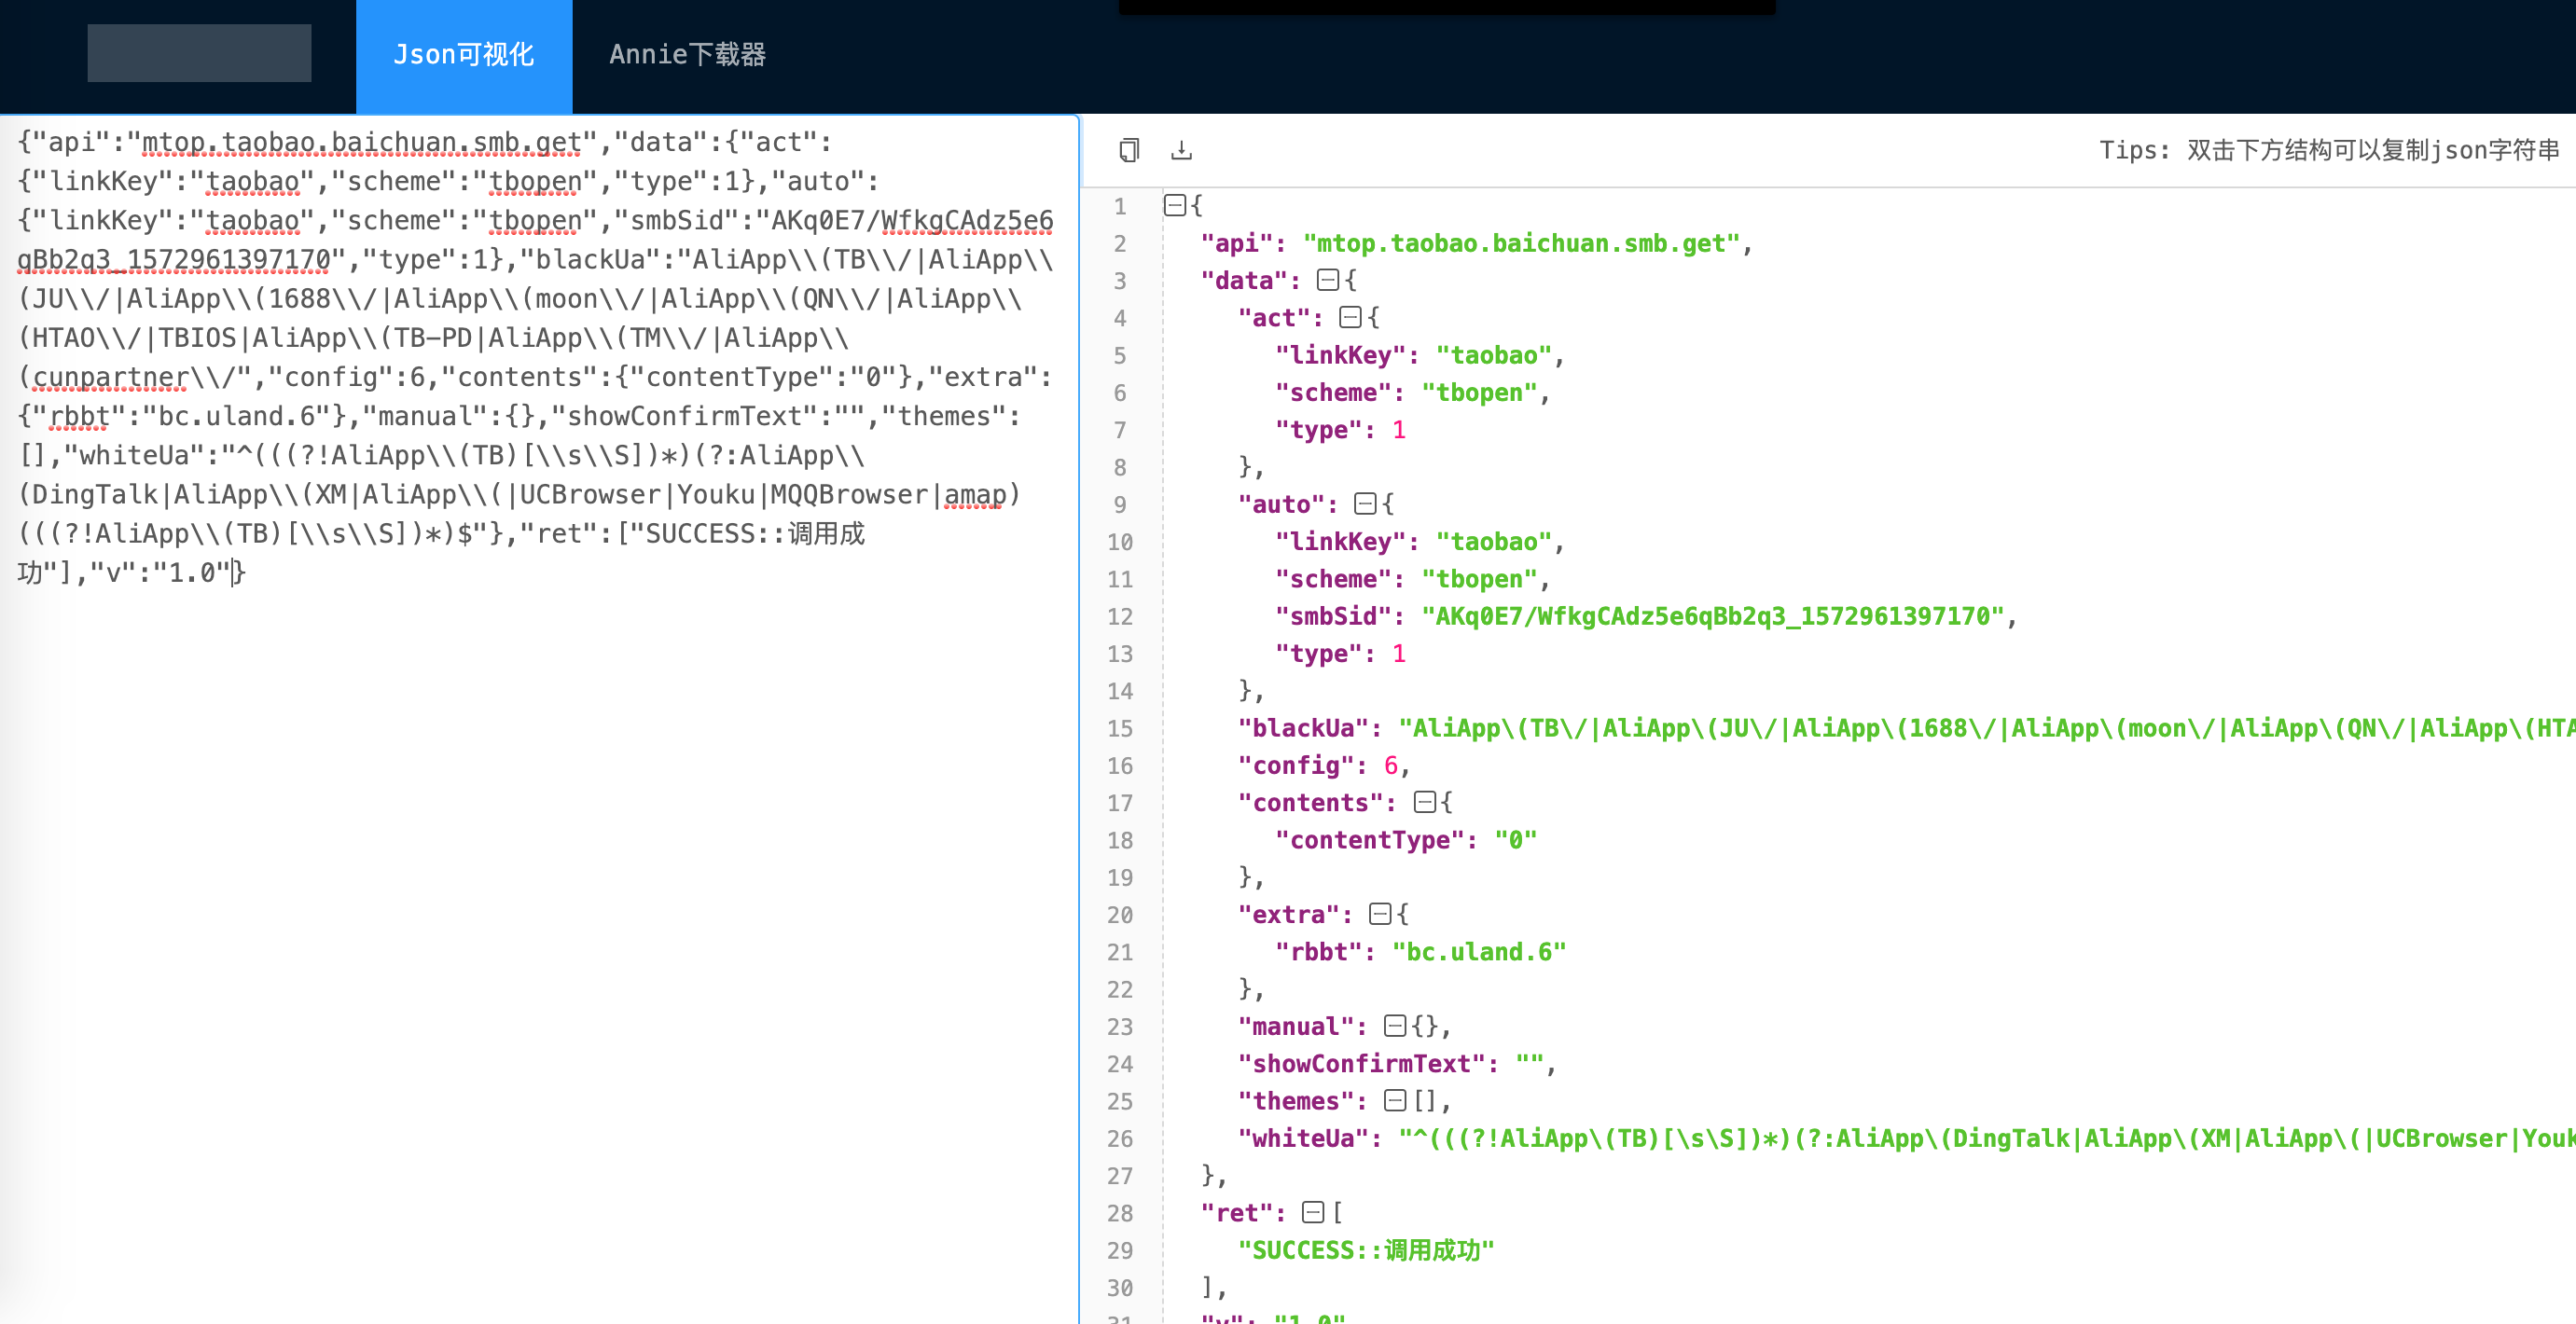 Json可视化
Annie下载器
{"api":"mtop.taobao.baichuan.smb.get","data":{"act":
{"linkKey":"taobao","scheme":"tbopen","type":1},"auto":
{"linkKey":"taobao","scheme":"tbopen","smbSid":"AKq0E7/WfkgCAdz5e6
qBb2q3_1572961397170","type":1},"blackUa":"AliApp\\(TB\\/|AliApp\\
(JU\\/|AliApp\\(1688\\/|AliApp\\(moon\\/|AliApp\\(QN\\/|AliApp\\
(HTAO\\/|TBIOS|AliApp\\(TB-PD|AliApp\\(TM\\/|AliApp\\
(cunpartner\\/","config":6,"contents":{"contentType":"0"},"extra":
{"rbbt":"bc.uland.6"},"manual":{},"showConfirmText":"","themes":
[],"whiteUa":"^(((?!AliApp\\(TB)[\\s\\S])*)(?:AliApp\\
(DingTalk|AliApp\\(XM|AliApp\\(|UCBrowser|Youku|MQQBrowser|amap)
(((?!AliApp\\(TB)[\\s\\S])*)$"},"ret":["SUCCESS::调用成
功"],"v":"1.0"}
Tips: 双击下方结构可以复制json字符串
1 {
2 "api": "mtop.taobao.baichuan.smb.get",
3 "data": {
4 "act": {
5 "linkKey": "taobao",
6 "scheme": "tbopen",
7 "type": 1
8 },
9 "auto": {
10 "linkKey": "taobao",
11 "scheme": "tbopen",
12 "smbSid": "AKq0E7/WfkgCAdz5e6qBb2q3_1572961397170",
13 "type": 1
14 },
15 "blackUa": "AliApp\(TB\/|AliApp\(JU\/|AliApp\(1688\/|AliApp\(moon\/|AliApp\(QN\/|AliApp\(HTA
16 "config": 6,
17 "contents": {
18 "contentType": "0"
19 },
20 "extra": {
21 "rbbt": "bc.uland.6"
22 },
23 "manual": {},
24 "showConfirmText": "",
25 "themes": [],
26 "whiteUa": "^(((?!AliApp\(TB)[\s\S])*)(?:AliApp\(DingTalk|AliApp\(XM|AliApp\(|UCBrowser|Youk
27 },
28 "ret": [
29 "SUCCESS::调用成功"
30 ],
31 "v": "1.0"